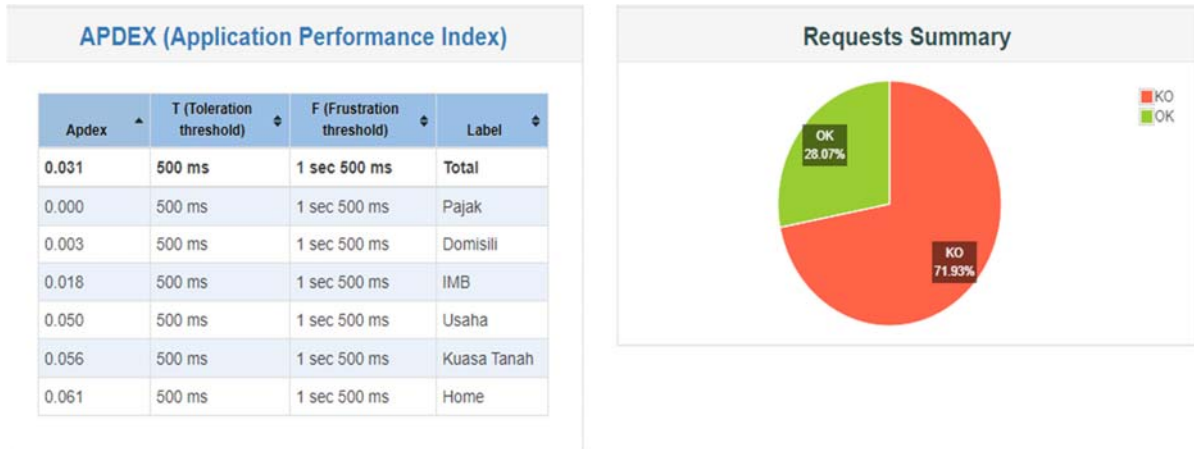 APDEX (Application Performance Index)
Apdex T (Toleration threshold) F (Frustration threshold) Label
0.031 500 ms 1 sec 500 ms Total
0.000 500 ms 1 sec 500 ms Pajak
0.003 500 ms 1 sec 500 ms Domisili
0.018 500 ms 1 sec 500 ms IMB
0.050 500 ms 1 sec 500 ms Usaha
0.056 500 ms 1 sec 500 ms Kuasa Tanah
0.061 500 ms 1 sec 500 ms Home
Requests Summary
KO
OK
OK
28.07%
KO
71.93%